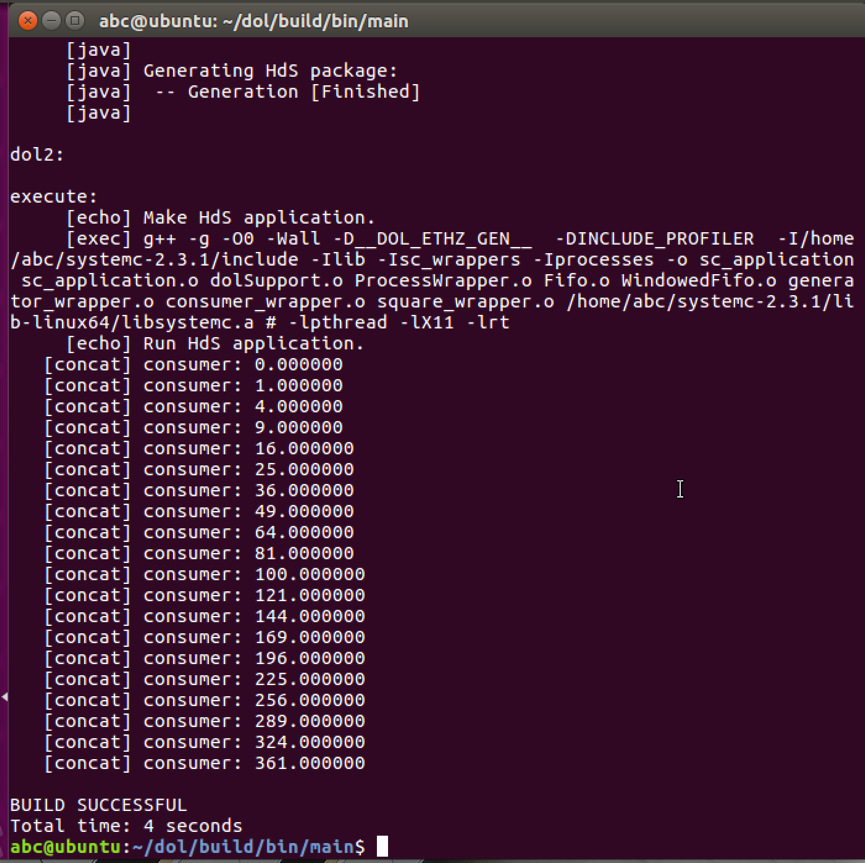 abc@ubuntu: ~/dol/build/bin/main
[java]
[java] Generating HdS package:
[java]  -- Generation [Finished]
[java]
dol2:
execute:
[echo] Make HdS application.
[exec] g++ -g -O0 -Wall -D__DOL_ETHZ_GEN__  -DINCLUDE_PROFILER  -I/home
/abc/systemc-2.3.1/include -Ilib -Isc_wrappers -Iprocesses -o sc_application
sc_application.o dolSupport.o ProcessWrapper.o Fifo.o WindowedFifo.o genera
tor_wrapper.o consumer_wrapper.o square_wrapper.o /home/abc/systemc-2.3.1/li
b-linux64/libsystemc.a # -lpthread -lX11 -lrt
[echo] Run HdS application.
[concat] consumer: 0.000000
[concat] consumer: 1.000000
[concat] consumer: 4.000000
[concat] consumer: 9.000000
[concat] consumer: 16.000000
[concat] consumer: 25.000000
[concat] consumer: 36.000000
[concat] consumer: 49.000000
[concat] consumer: 64.000000
[concat] consumer: 81.000000
[concat] consumer: 100.000000
[concat] consumer: 121.000000
[concat] consumer: 144.000000
[concat] consumer: 169.000000
[concat] consumer: 196.000000
[concat] consumer: 225.000000
[concat] consumer: 256.000000
[concat] consumer: 289.000000
[concat] consumer: 324.000000
[concat] consumer: 361.000000
BUILD SUCCESSFUL
Total time: 4 seconds
abc@ubuntu:~/dol/build/bin/main$